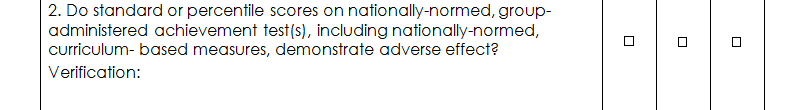 2. Do standard or percentile scores on nationally-normed, group-
administered achievement test(s), including nationally-normed,
curriculum- based measures, demonstrate adverse effect?
Verification: